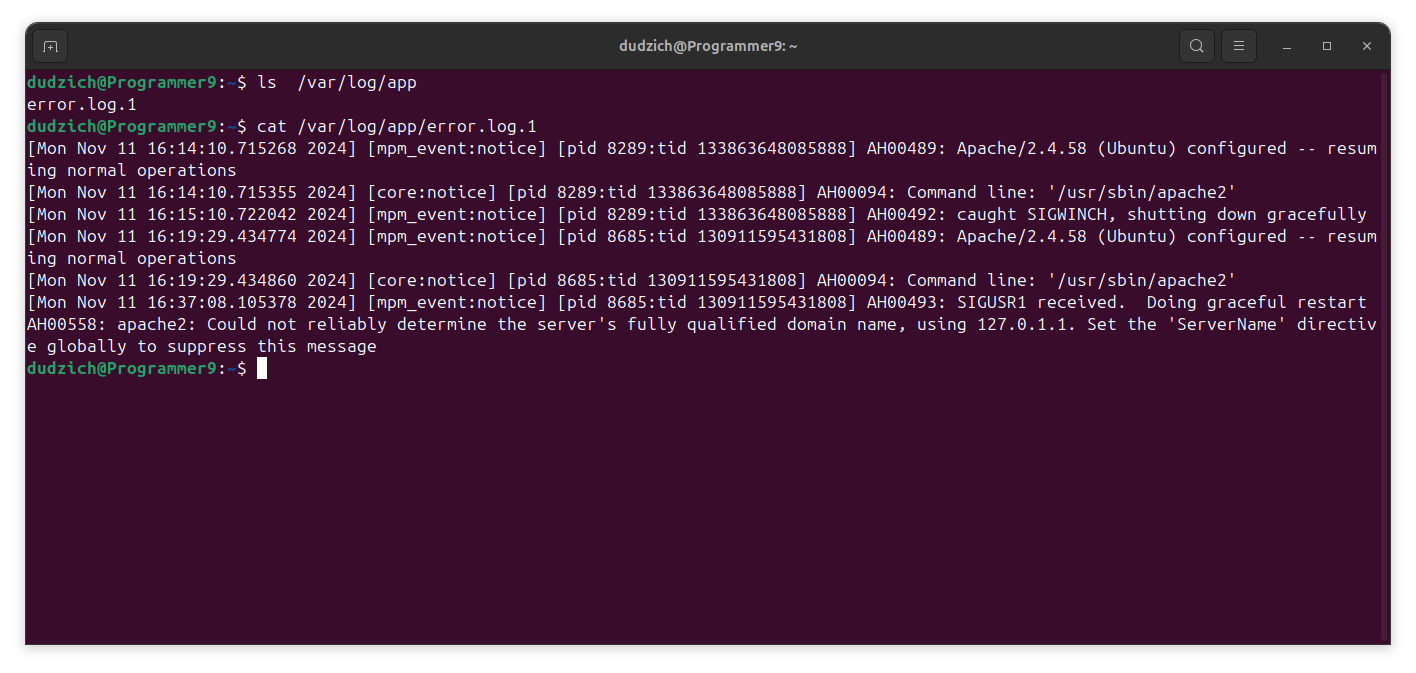 dudzich@Programmer9: ~
dudzich@Programmer9:~$ ls  /var/log/app
error.log.1
dudzich@Programmer9:~$ cat /var/log/app/error.log.1
[Mon Nov 11 16:14:10.715268 2024] [mpm_event:notice] [pid 8289:tid 133863648085888] AH00489: Apache/2.4.58 (Ubuntu) configured -- resum
ing normal operations
[Mon Nov 11 16:14:10.715355 2024] [core:notice] [pid 8289:tid 133863648085888] AH00094: Command line: '/usr/sbin/apache2'
[Mon Nov 11 16:15:10.722042 2024] [mpm_event:notice] [pid 8289:tid 133863648085888] AH00492: caught SIGWINCH, shutting down gracefully
[Mon Nov 11 16:19:29.434774 2024] [mpm_event:notice] [pid 8685:tid 130911595431808] AH00489: Apache/2.4.58 (Ubuntu) configured -- resum
ing normal operations
[Mon Nov 11 16:19:29.434860 2024] [core:notice] [pid 8685:tid 130911595431808] AH00094: Command line: '/usr/sbin/apache2'
[Mon Nov 11 16:37:08.105378 2024] [mpm_event:notice] [pid 8685:tid 130911595431808] AH00493: SIGUSR1 received.  Doing graceful restart
AH00558: apache2: Could not reliably determine the server's fully qualified domain name, using 127.0.1.1. Set the 'ServerName' directiv
e globally to suppress this message
dudzich@Programmer9:~$